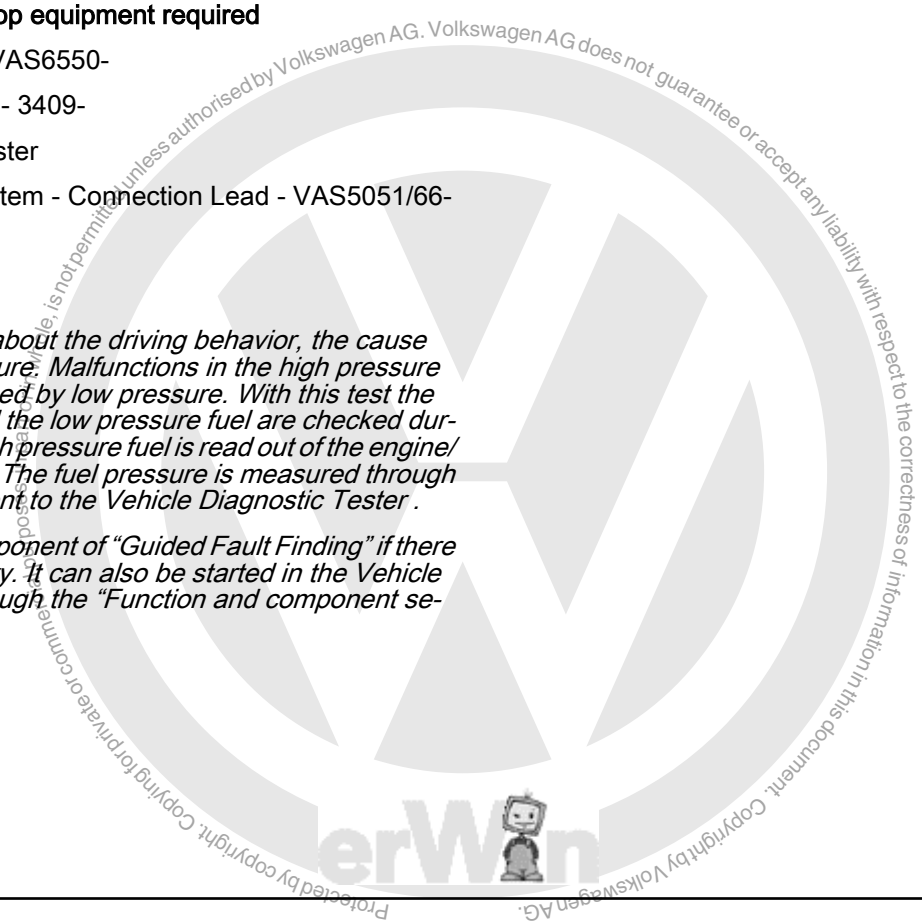 op equipment required
VAS6550-
- 3409-
ster
tem - Connection Lead - VAS5051/66-
about the driving behavior, the cause
ure. Malfunctions in the high pressure
ed by low pressure. With this test the
d the low pressure fuel are checked dur-
h pressure fuel is read out of the engine/
. The fuel pressure is measured through
nt to the Vehicle Diagnostic Tester .
ponent of “Guided Fault Finding” if there
ry. It can also be started in the Vehicle
ough the “Function and component se-
Protected by copyright. Copying for private or commercial purposes, in part or in whole, is not permitted unless authorised by Volkswagen AG. Volkswagen AG does not guarantee or accept any liability with respect to the correctness of information in this document. Copyright by Volkswagen AG.
erWin